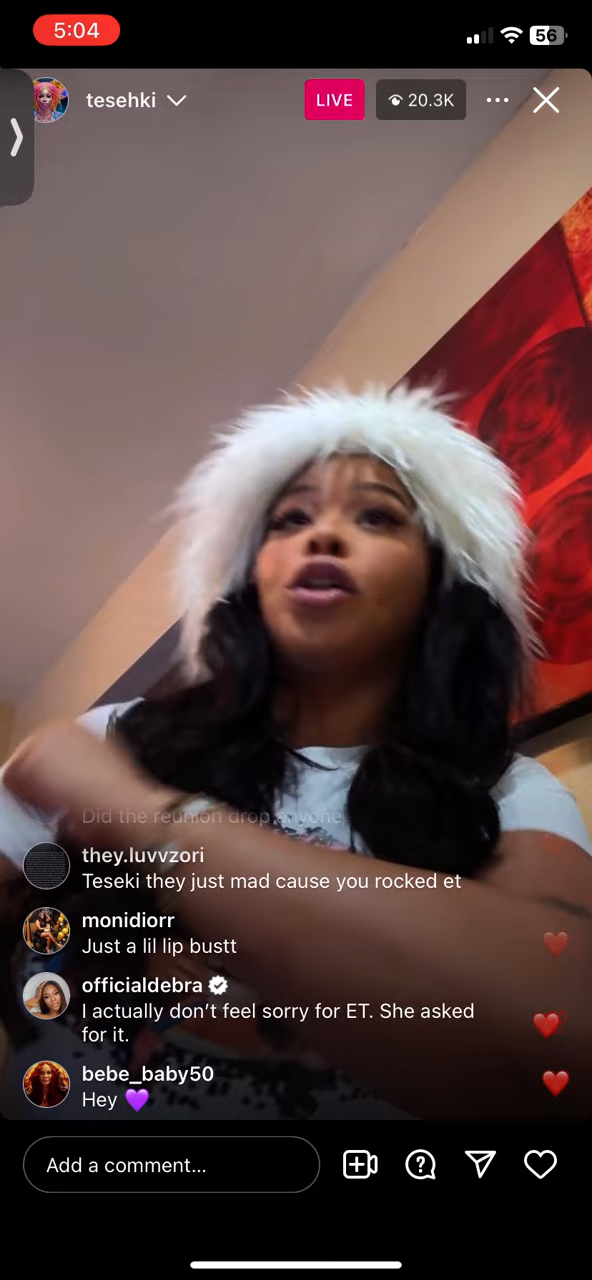 5:04
56
tesehki
LIVE
20.3K
Did the reunion drop anyone
they.luvvzori
Teseki they just mad cause you rocked et
monidiorr
Just a lil lip bustt
officialdebra
I actually don’t feel sorry for ET. She asked
for it.
bebe_baby50
Hey 💜
Add a comment...